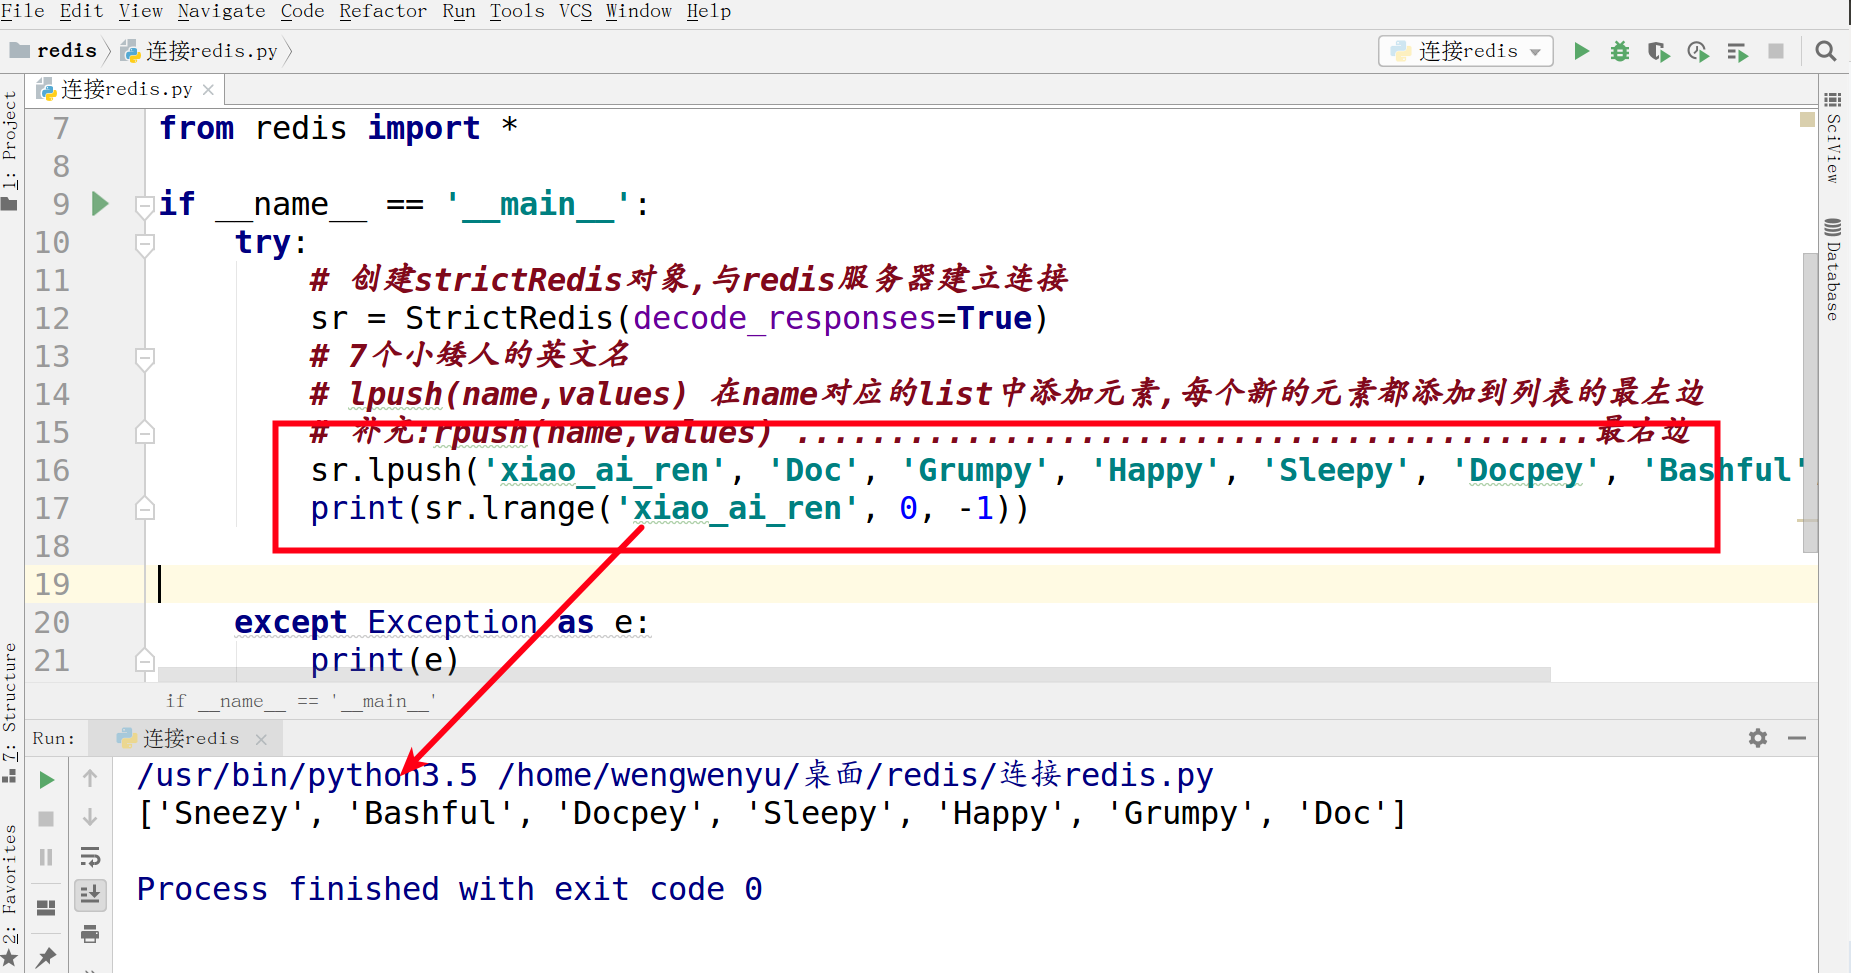 File Edit View Navigate Code Refactor Run Tools VCS Window Help
redis 连接redis.py 连接redis
连接redis.py
1: Project
7: Structure
2: Favorites
SciView
Database
7 from redis import *
8
9 if __name__ == '__main__':
10 try:
11 # 创建strictRedis对象,与redis服务器建立连接
12 sr = StrictRedis(decode_responses=True)
13 # 7个小矮人的英文名
14 # lpush(name,values) 在name对应的list中添加元素,每个新的元素都添加到列表的最左边
15 # 补充:rpush(name,values) ..........................................最右边
16 sr.lpush('xiao_ai_ren', 'Doc', 'Grumpy', 'Happy', 'Sleepy', 'Docpey', 'Bashful'
17 print(sr.lrange('xiao_ai_ren', 0, -1))
18
19
20 except Exception as e:
21 print(e)
if __name__ == '__main__'
Run: 连接redis
/usr/bin/python3.5 /home/wengwenyu/桌面/redis/连接redis.py
['Sneezy', 'Bashful', 'Docpey', 'Sleepy', 'Happy', 'Grumpy', 'Doc']
Process finished with exit code 0